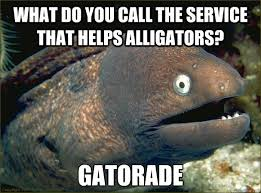 WHAT DO YOU CALL THE SERVICE
THAT HELPS ALLIGATORS?
GATORADE